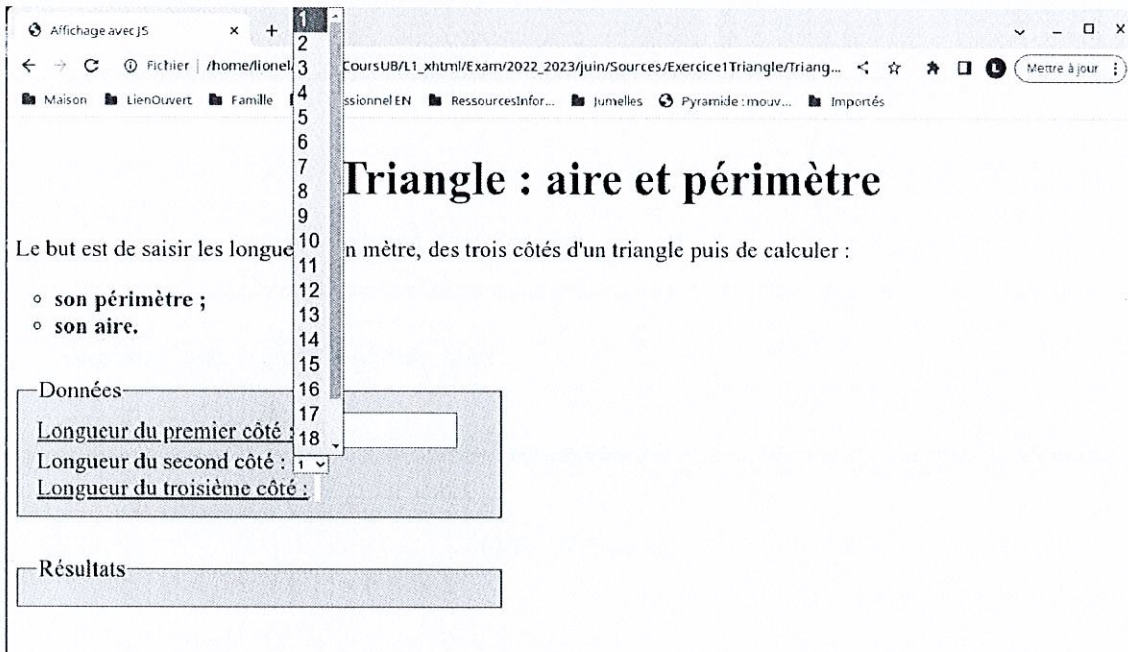 Affichage avec JS × +
Fichier | /home/lionel. CoursUB/L1_xhtml/Exam/2022_2023/juin/Sources/Exercice1Triangle/Triang... L Mettre à jour
Maison LienOuvert Famille ssionnel EN RessourcesInfor... Jumelles Pyramide : mouv... Importés
1
2
3
4
5
6
7
8
9
10
11
12
13
14
15
16
17
18
Triangle : aire et périmètre
Le but est de saisir les longue n mètre, des trois côtés d'un triangle puis de calculer :
son périmètre ;
son aire.
Données
Longueur du premier côté :
Longueur du second côté : 1
Longueur du troisième côté :
Résultats